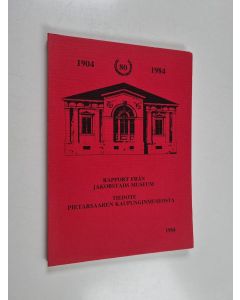 1904 80 1984
RAPPORT FRÅN
JAKOBSTADS MUSEUM
TIEDOTE
PIETARSAAREN KAUPUNGINMUSEOSTA
1984